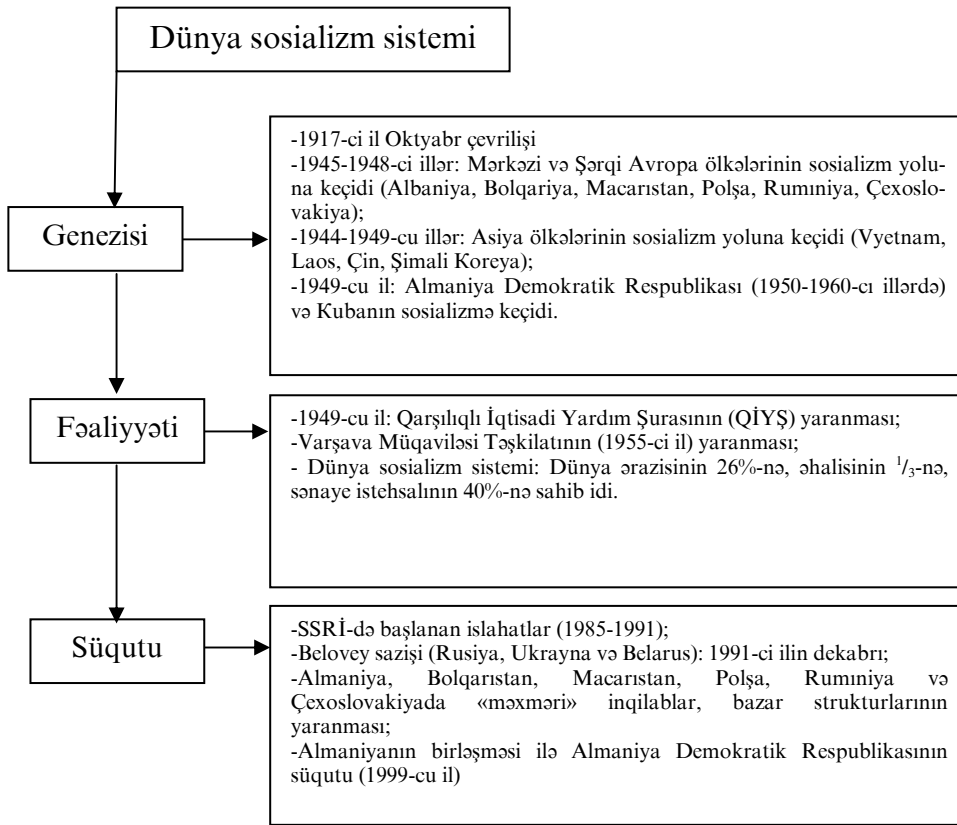 Dünya sosializm sistemi
Genezisi
-1917-ci il Oktyabr çevrilişi
-1945-1948-ci illər: Mərkəzi və Şərqi Avropa ölkələrinin sosializm yolu-
na keçidi (Albaniya, Bolqariya, Macarıstan, Polşa, Rumıniya, Çexoslo-
vakiya);
-1944-1949-cu illər: Asiya ölkələrinin sosializm yoluna keçidi (Vyetnam,
Laos, Çin, Şimali Koreya);
-1949-cu il: Almaniya Demokratik Respublikası (1950-1960-cı illərdə)
və Kubanın sosializmə keçidi.
Fəaliyyəti
-1949-cu il: Qarşılıqlı İqtisadi Yardım Şurasının (QİYŞ) yaranması;
-Varşava Müqaviləsi Təşkilatının (1955-ci il) yaranması;
- Dünya sosializm sistemi: Dünya ərazisinin 26%-nə, əhalisinin 1/3-nə,
sənaye istehsalının 40%-nə sahib idi.
Süqutu
-SSRİ-də başlanan islahatlar (1985-1991);
-Belovey sazişi (Rusiya, Ukrayna və Belarus): 1991-ci ilin dekabrı;
-Almaniya, Bolqarıstan, Macarıstan, Polşa, Rumıniya və
Çexoslovakiyada «məxməri» inqilablar, bazar strukturlarının
yaranması;
-Almaniyanın birləşməsi ilə Almaniya Demokratik Respublikasının
süqutu (1999-cu il)